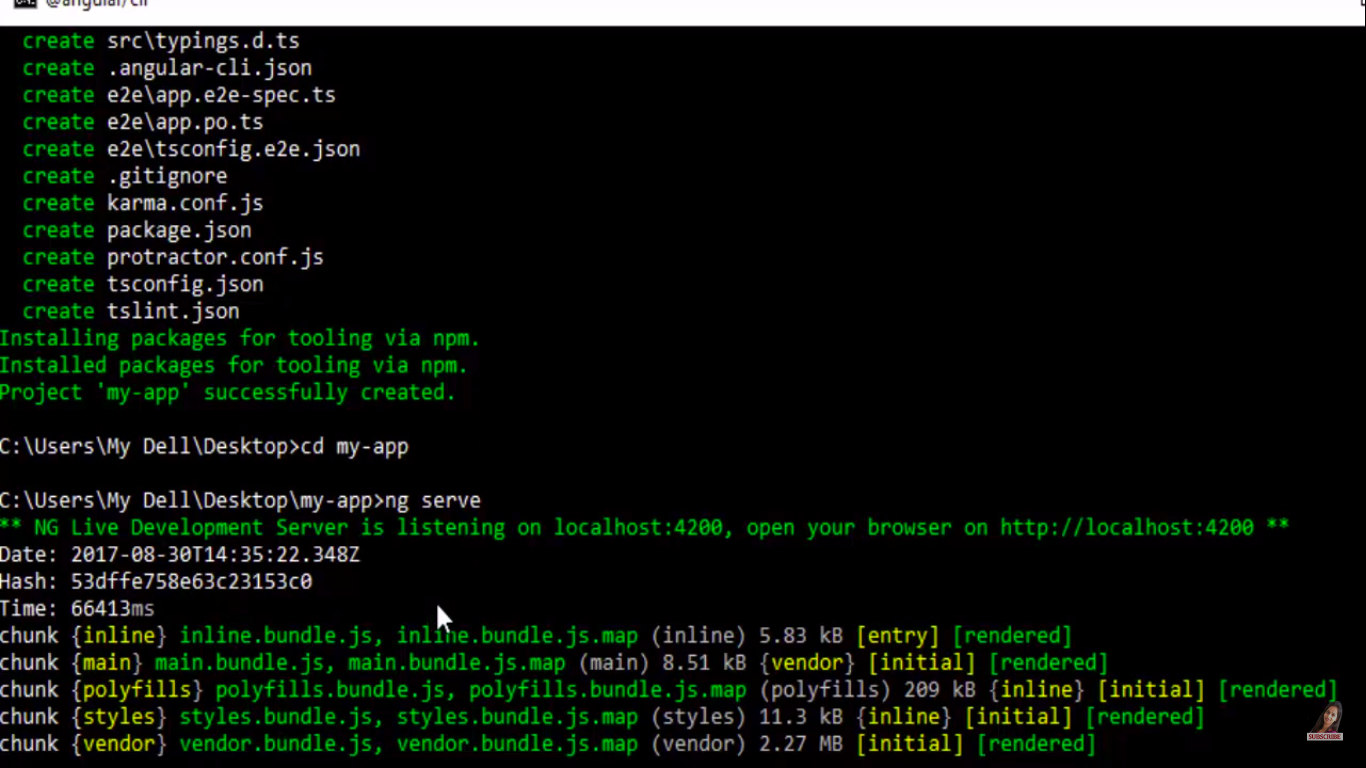 @angular/cli
create src\typings.d.ts
create .angular-cli.json
create e2e\app.e2e-spec.ts
create e2e\app.po.ts
create e2e\tsconfig.e2e.json
create .gitignore
create karma.conf.js
create package.json
create protractor.conf.js
create tsconfig.json
create tslint.json
Installing packages for tooling via npm.
Installed packages for tooling via npm.
Project 'my-app' successfully created.
C:\Users\My Dell\Desktop>cd my-app
C:\Users\My Dell\Desktop\my-app>ng serve
** NG Live Development Server is listening on localhost:4200, open your browser on http://localhost:4200 **
Date: 2017-08-30T14:35:22.348Z
Hash: 53dffe758e63c23153c0
Time: 66413ms
chunk {inline} inline.bundle.js, inline.bundle.js.map (inline) 5.83 kB [entry] [rendered]
chunk {main} main.bundle.js, main.bundle.js.map (main) 8.51 kB {vendor} [initial] [rendered]
chunk {polyfills} polyfills.bundle.js, polyfills.bundle.js.map (polyfills) 209 kB {inline} [initial] [rendered]
chunk {styles} styles.bundle.js, styles.bundle.js.map (styles) 11.3 kB {inline} [initial] [rendered]
chunk {vendor} vendor.bundle.js, vendor.bundle.js.map (vendor) 2.27 MB [initial] [rendered]
SUBSCRIBE